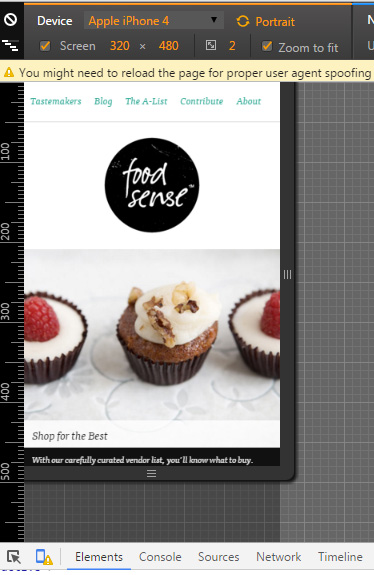 Device Apple iPhone 4 Portrait N
Screen 320 × 480 2 Zoom to fit U
You might need to reload the page for proper user agent spoofing
Tastemakers Blog The A-List Contribute About
100
food
sense™
200
300
400
Shop for the Best
With our carefully curated vendor list, you'll know what to buy.
500
Elements Console Sources Network Timeline